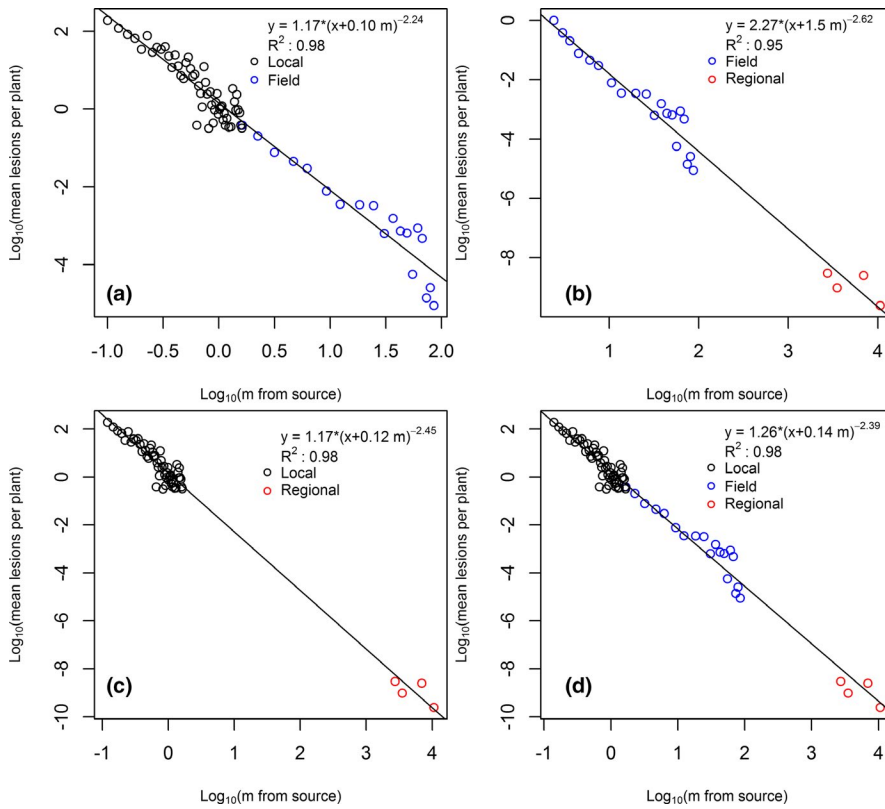 y = 1.17*(x+0.10 m)^−2.24
R^2 : 0.98
Local
Field
2
0
2
-4
(a)
Log10(mean lesions per plant)
-1.0 -0.5 0.0 0.5 1.0 1.5 2.0
Log10(m from source)
y = 2.27*(x+1.5 m)^−2.62
R^2 : 0.95
Field
Regional
0
-2
-4
-6
-8
(b)
Log10(mean lesions per plant)
1 2 3 4
Log10(m from source)
y = 1.17*(x+0.12 m)^−2.45
R^2 : 0.98
Local
Regional
2
0
-2
-4
-6
-8
-10
(c)
Log10(mean lesions per plant)
-1 0 1 2 3 4
Log10(m from source)
y = 1.26*(x+0.14 m)^−2.39
R^2 : 0.98
Local
Field
Regional
2
0
-2
-4
-6
-8
-10
(d)
Log10(mean lesions per plant)
-1 0 1 2 3 4
Log10(m from source)